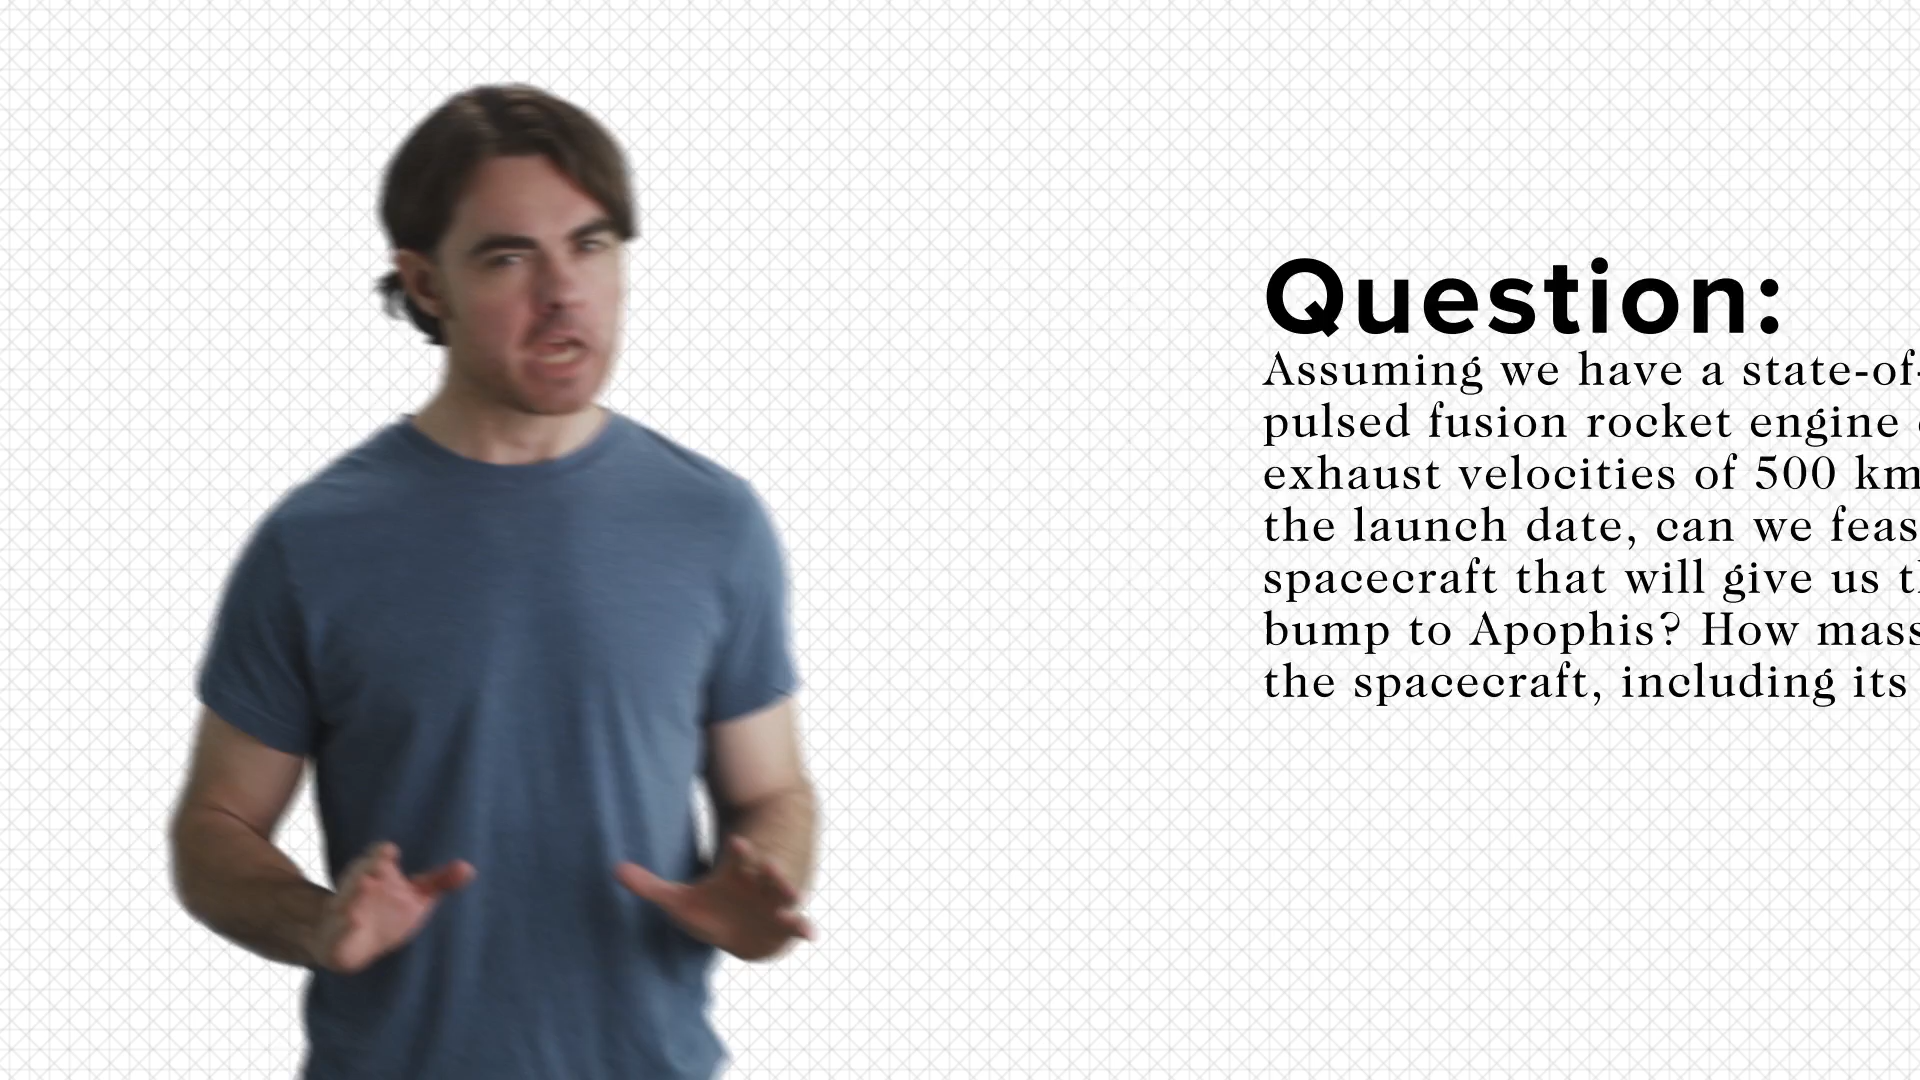 Question:
Assuming we have a state-of-
pulsed fusion rocket engine
exhaust velocities of 500 km
the launch date, can we feas
spacecraft that will give us
bump to Apophis? How mass
the spacecraft, including its